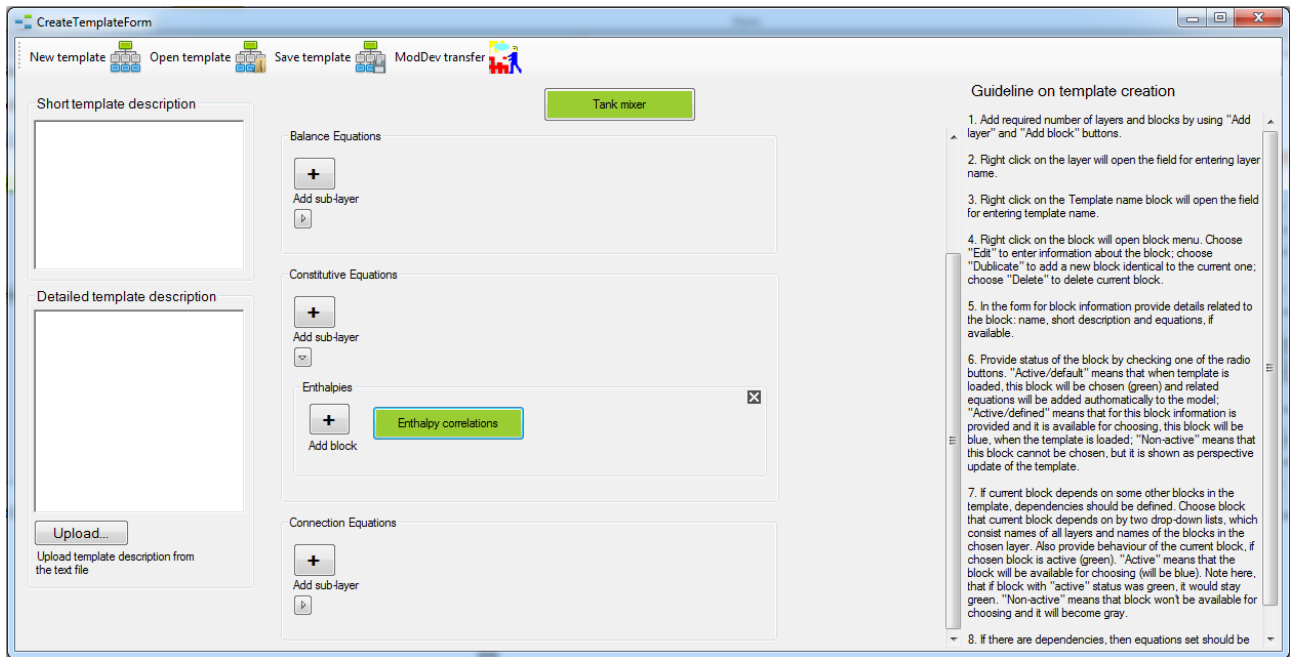 CreateTemplateForm
New template Open template Save template ModDev transfer
Short template description
Detailed template description
Upload...
Upload template description from
the text file
Tank mixer
Balance Equations
+
Add sub-layer
Constitutive Equations
+
Add sub-layer
Enthalpies
+
Add block
Enthalpy correlations
Connection Equations
+
Add sub-layer
Guideline on template creation
1. Add required number of layers and blocks by using "Add
layer" and "Add block" buttons.
2. Right click on the layer will open the field for entering layer
name.
3. Right click on the Template name block will open the field
for entering template name.
4. Right click on the block will open block menu. Choose
"Edit" to enter information about the block; choose
"Dublicate" to add a new block identical to the current one;
choose "Delete" to delete current block.
5. In the form for block information provide details related to
the block: name, short description and equations, if
available.
6. Provide status of the block by checking one of the radio
buttons. "Active/default" means that when template is
loaded, this block will be chosen (green) and related
equations will be added authomatically to the model;
"Active/defined" means that for this block information is
provided and it is available for choosing, this block will be
blue, when the template is loaded; "Non-active" means that
this block cannot be chosen, but it is shown as perspective
update of the template.
7. If current block depends on some other blocks in the
template, dependencies should be defined. Choose block
that current block depends on by two drop-down lists, which
consist names of all layers and names of the blocks in the
chosen layer. Also provide behaviour of the current block, if
chosen block is active (green). "Active" means that the
block will be available for choosing (will be blue). Note here,
that if block with "active" status was green, it would stay
green. "Non-active" means that block won't be available for
choosing and it will become gray.
8. If there are dependencies, then equations set should be